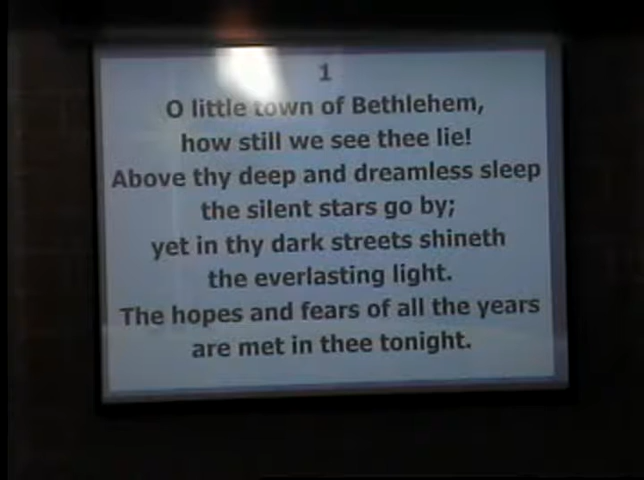 1
O little town of Bethlehem,
how still we see thee lie!
Above thy deep and dreamless sleep
the silent stars go by;
yet in thy dark streets shineth
the everlasting light.
The hopes and fears of all the years
are met in thee tonight.